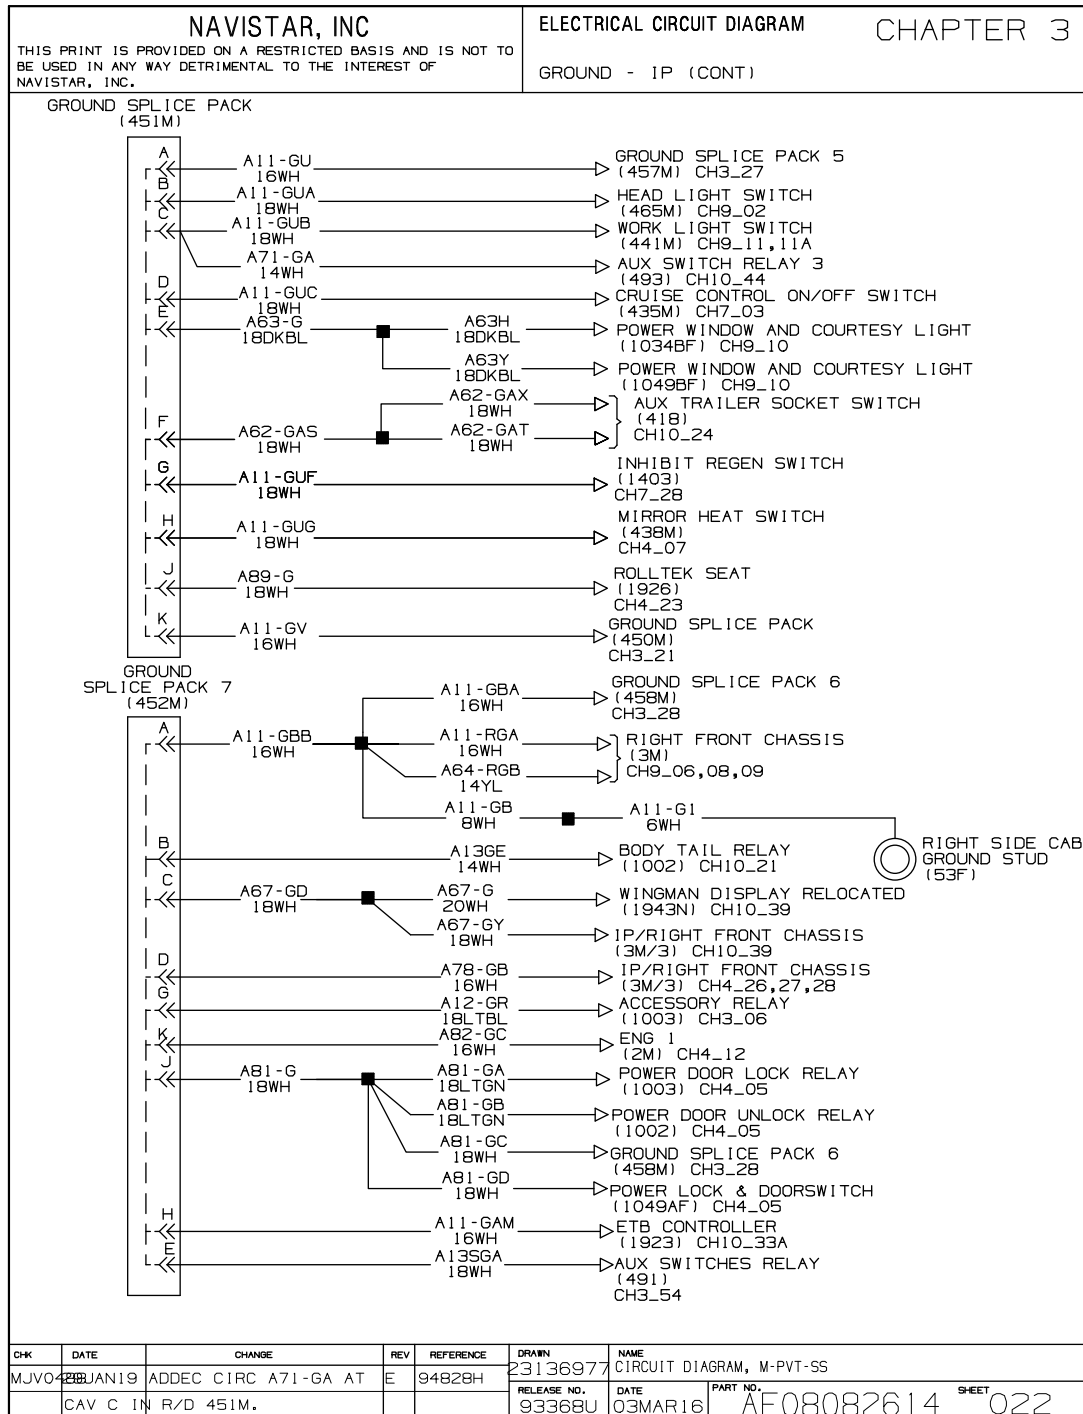 NAVISTAR, INC
THIS PRINT IS PROVIDED ON A RESTRICTED BASIS AND IS NOT TO
BE USED IN ANY WAY DETRIMENTAL TO THE INTEREST OF
NAVISTAR, INC.
ELECTRICAL CIRCUIT DIAGRAM
CHAPTER 3
GROUND - IP (CONT)
GROUND SPLICE PACK
(451M)
A
A11-GU
16WH
GROUND SPLICE PACK 5
(457M) CH3_27
B
A11-GUA
18WH
HEAD LIGHT SWITCH
(465M) CH9_02
C
A11-GUB
18WH
WORK LIGHT SWITCH
(441M) CH9_11,11A
A71-GA
14WH
AUX SWITCH RELAY 3
(493) CH10_44
D
A11-GUC
18WH
CRUISE CONTROL ON/OFF SWITCH
(435M) CH7_03
E
A63-G
18DKBL
A63H
18DKBL
POWER WINDOW AND COURTESY LIGHT
(1034BF) CH9_10
A63Y
18DKBL
POWER WINDOW AND COURTESY LIGHT
(1049BF) CH9_10
A62-GAX
18WH
AUX TRAILER SOCKET SWITCH
(418)
CH10_24
F
A62-GAS
18WH
A62-GAT
18WH
G
A11-GUF
18WH
INHIBIT REGEN SWITCH
(1403)
CH7_28
H
A11-GUG
18WH
MIRROR HEAT SWITCH
(438M)
CH4_07
J
A89-G
18WH
ROLLTEK SEAT
(1926)
CH4_23
K
A11-GV
16WH
GROUND SPLICE PACK
(450M)
CH3_21
GROUND
SPLICE PACK 7
(452M)
A11-GBA
16WH
GROUND SPLICE PACK 6
(458M)
CH3_28
A
A11-GBB
16WH
A11-RGA
16WH
RIGHT FRONT CHASSIS
(3M)
CH9_06,08,09
A64-RGB
14YL
A11-GB
8WH
A11-G1
6WH
RIGHT SIDE CAB
GROUND STUD
(53F)
B
A13GE
14WH
BODY TAIL RELAY
(1002) CH10_21
C
A67-GD
18WH
A67-G
20WH
WINGMAN DISPLAY RELOCATED
(1943N) CH10_39
A67-GY
18WH
IP/RIGHT FRONT CHASSIS
(3M/3) CH10_39
D
A78-GB
16WH
IP/RIGHT FRONT CHASSIS
(3M/3) CH4_26,27,28
G
A12-GR
18LTBL
ACCESSORY RELAY
(1003) CH3_06
K
A82-GC
16WH
ENG 1
(2M) CH4_12
J
A81-G
18WH
A81-GA
18LTGN
POWER DOOR LOCK RELAY
(1003) CH4_05
A81-GB
18LTGN
POWER DOOR UNLOCK RELAY
(1002) CH4_05
A81-GC
18WH
GROUND SPLICE PACK 6
(458M) CH3_28
A81-GD
18WH
POWER LOCK & DOORSWITCH
(1049AF) CH4_05
H
A11-GAM
16WH
ETB CONTROLLER
(1923) CH10_33A
E
A13SGA
18WH
AUX SWITCHES RELAY
(491)
CH3_54
CHK DATE CHANGE REV REFERENCE
JAN19 ADDEC CIRC A71-GA AT E 94828H
CAV C IN R/D 451M.
DRAWN
23136977
NAME
CIRCUIT DIAGRAM, M-PVT-SS
RELEASE NO.
93368U
DATE
03MAR16
PART NO.
AF08082614
SHEET
022